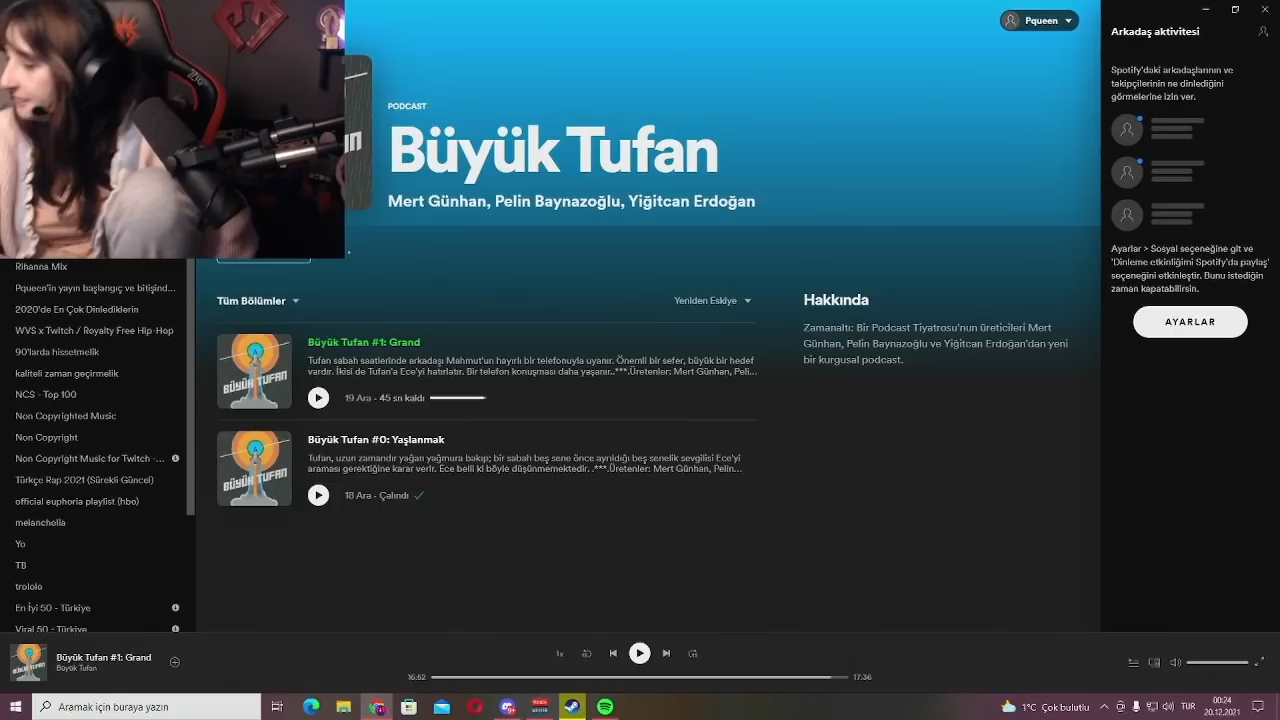 Pqueen
Arkadaş aktivitesi
Spotify'daki arkadaşlarının ve
takipçilerinin ne dinlediğini
görmelerine izin ver.
Ayarlar > Sosyal seçeneğine git ve
'Dinleme etkinliğimi Spotify'da paylaş'
seçeneğini etkinleştir. Bunu istediğin
zaman kapatabilirsin.
AYARLAR
PODCAST
Büyük Tufan
Mert Günhan, Pelin Baynazoğlu, Yiğitcan Erdoğan
Rihanna Mix
Pqueen'in yayın başlangıç ve bitişind...
2020'de En Çok Dinlediklerin
WVS x Twitch / Royalty Free Hip-Hop
90'larda hissetmelik
kaliteli zaman geçirmelik
NCS - Top 100
Non Copyrighted Music
Non Copyright
Non Copyright Music for Twitch -...
Türkçe Rap 2021 (Sürekli Güncel)
official euphoria playlist (hbo)
melancholia
Yo
TB
trololo
En İyi 50 - Türkiye
Viral 50 - Türkiye
Tüm Bölümler
Yeniden Eskiye
BÜYÜK TUFAN
Büyük Tufan #1: Grand
Tufan sabah saatlerinde arkadaşı Mahmut'un hayırlı bir telefonuyla uyanır. Önemli bir sefer, büyük bir hedef
vardır. İkisi de Tufan'a Ece'yi hatırlatır. Bir telefon konuşması daha yaşanır..***.Üretenler: Mert Günhan, Peli...
19 Ara - 45 sn kaldı
BÜYÜK TUFAN
Büyük Tufan #0: Yaşlanmak
Tufan, uzun zamandır yağan yağmura bakıp; bir sabah beş sene önce ayrıldığı beş senelik sevgilisi Ece'yi
araması gerektiğine karar verir. Ece belli ki böyle düşünmemektedir. .***.Üretenler: Mert Günhan, Pelin...
18 Ara - Çalındı
Hakkında
Zamanaltı: Bir Podcast Tiyatrosu'nun üreticileri Mert
Günhan, Pelin Baynazoğlu ve Yiğitcan Erdoğan'dan yeni
bir kurgusal podcast.
Büyük Tufan #1: Grand
Büyük Tufan
1x
16:52
17:36
Aramak için buraya yazın
1°C Çok bulutlu
TUR
00:24
20.12.2021